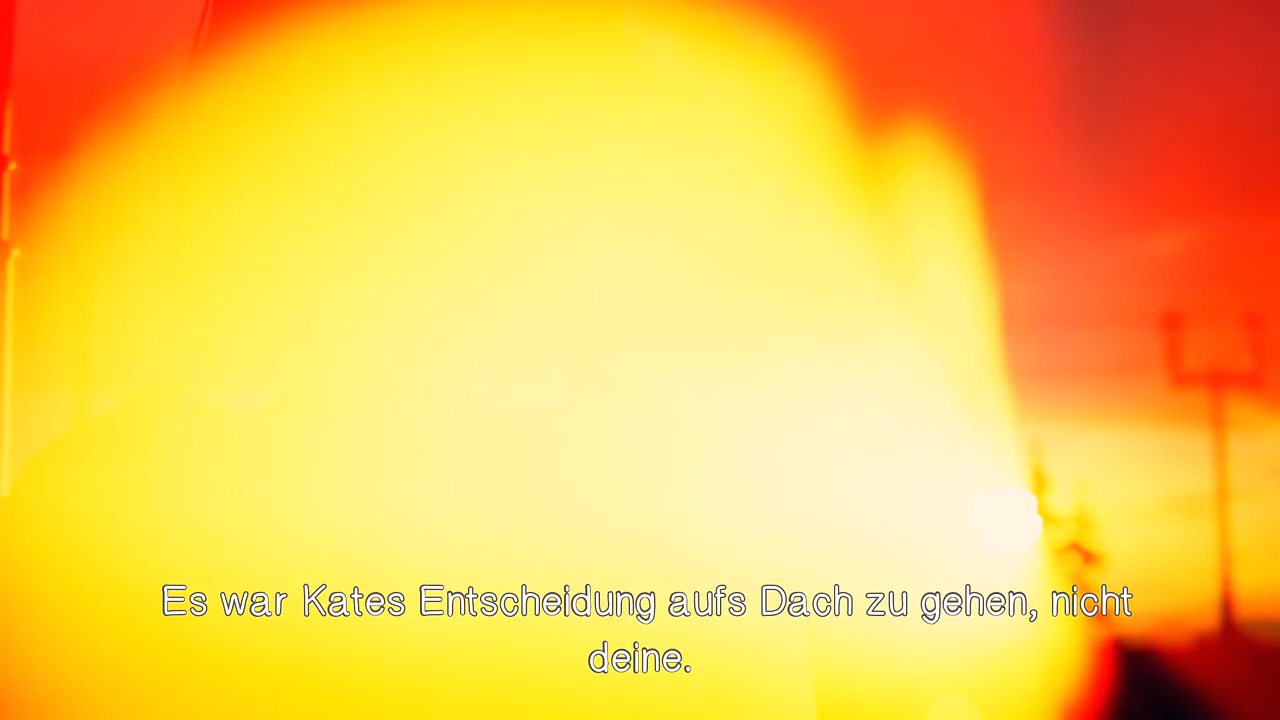 Es war Kates Entscheidung aufs Dach zu gehen, nicht
deine.